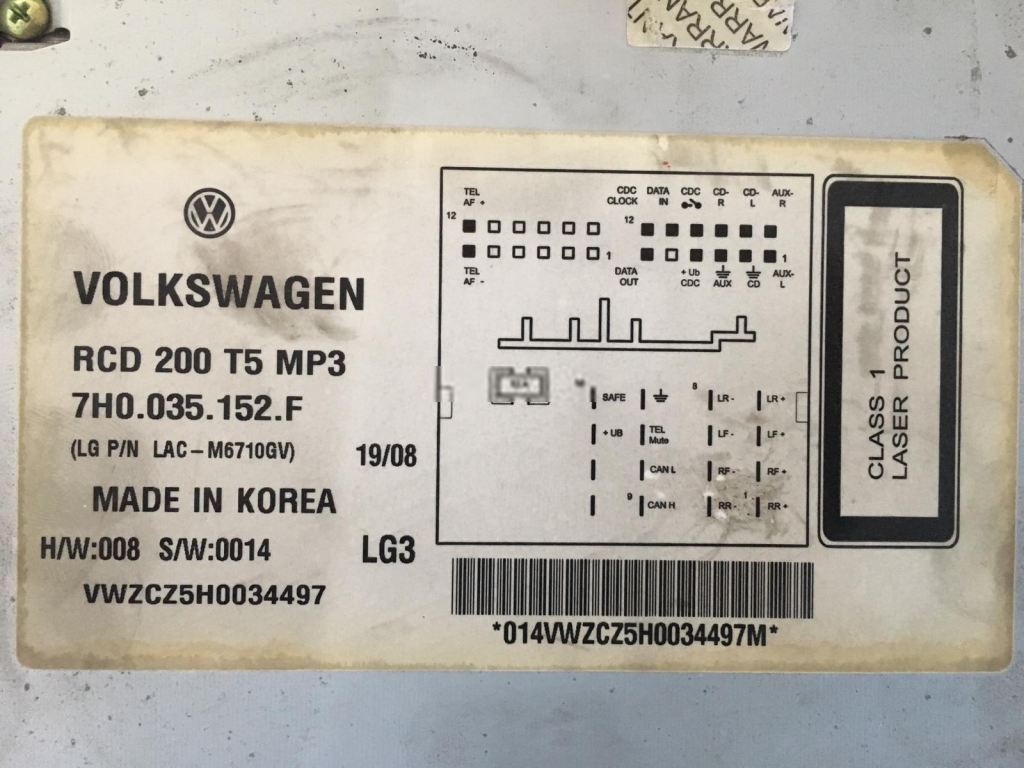 WARRAN
VOLKSWAGEN
RCD 200 T5 MP3
7H0.035.152.F
(LG P/N LAC-M6710GV) 19/08
MADE IN KOREA
H/W:008 S/W:0014 LG3
VWZCZ5H0034497
TEL AF +
CDC CLOCK
DATA IN
CDC
CD-R
CD-L
AUX-R
12
12
1
1
TEL AF -
DATA OUT
+Ub CDC
AUX
CD
AUX-L
SAFE
8
LR-
LR+
+UB
TEL Mute
LF-
LF+
CAN L
RF-
RF+
9
CAN H
RR-
1
RR+
*014VWZCZ5H0034497M*
CLASS 1
LASER PRODUCT